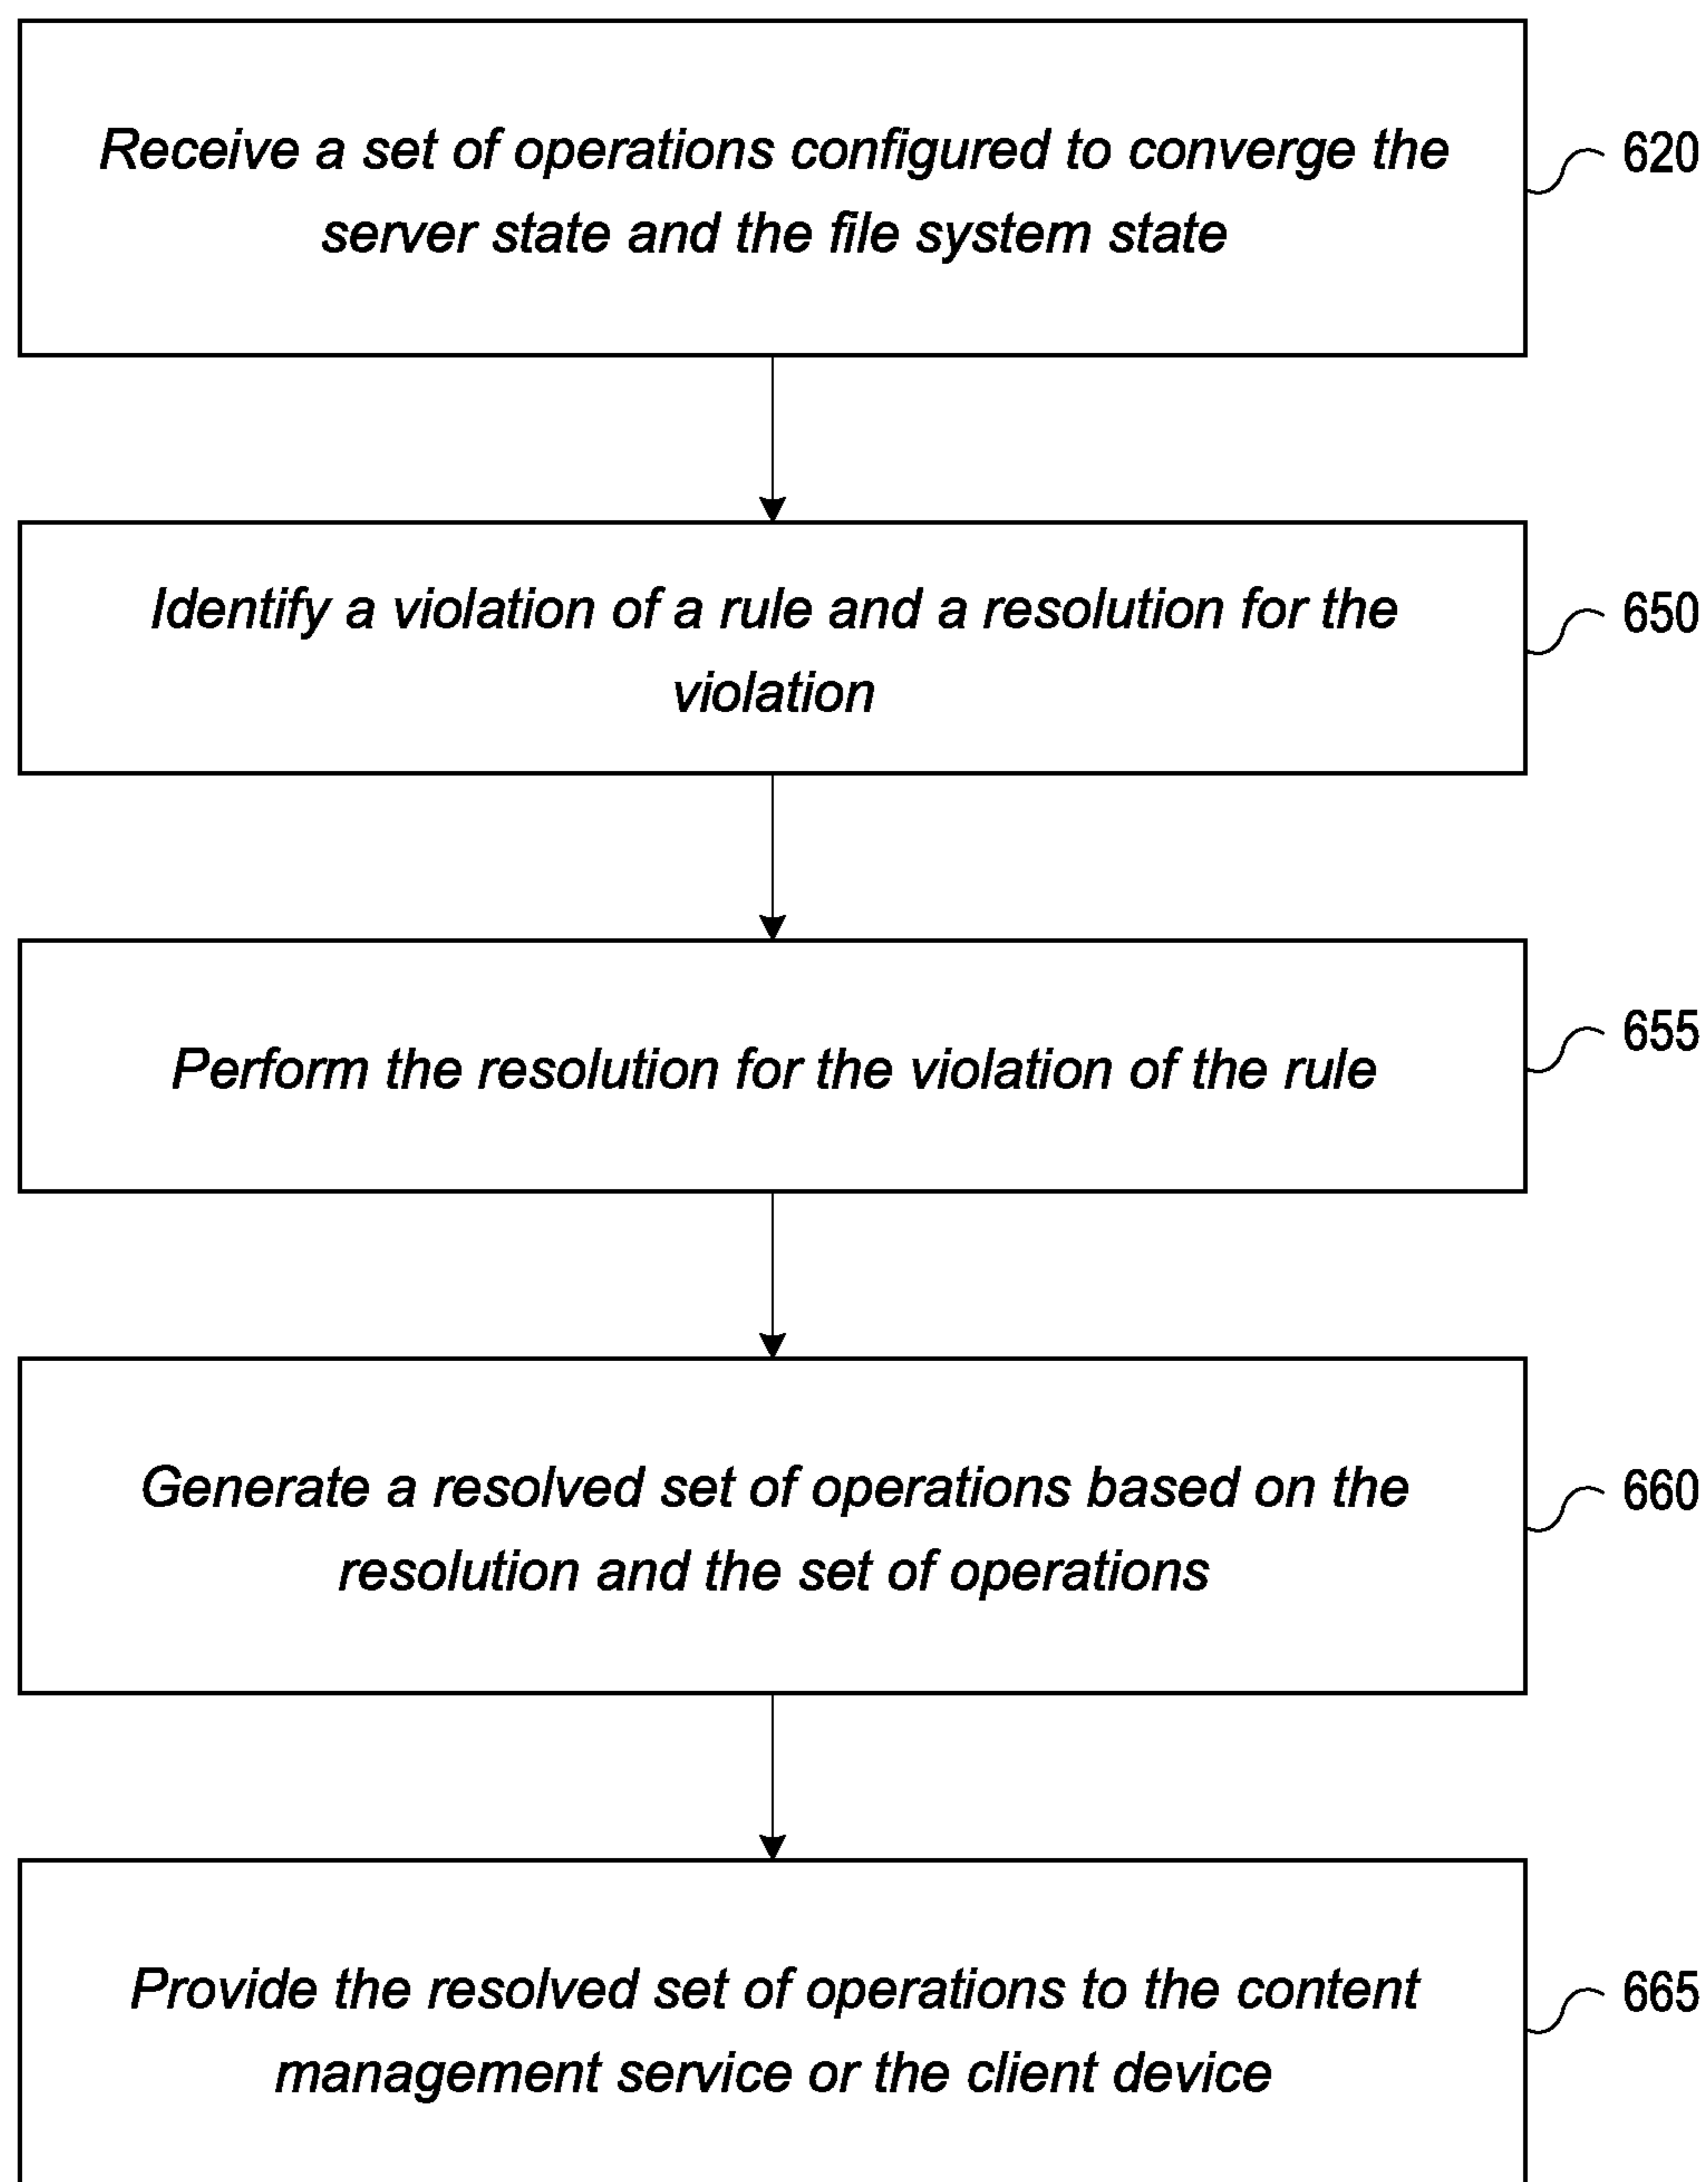 Receive a set of operations configured to converge the
server state and the file system state
620
Identify a violation of a rule and a resolution for the
violation
650
Perform the resolution for the violation of the rule
655
Generate a resolved set of operations based on the
resolution and the set of operations
660
Provide the resolved set of operations to the content
management service or the client device
665